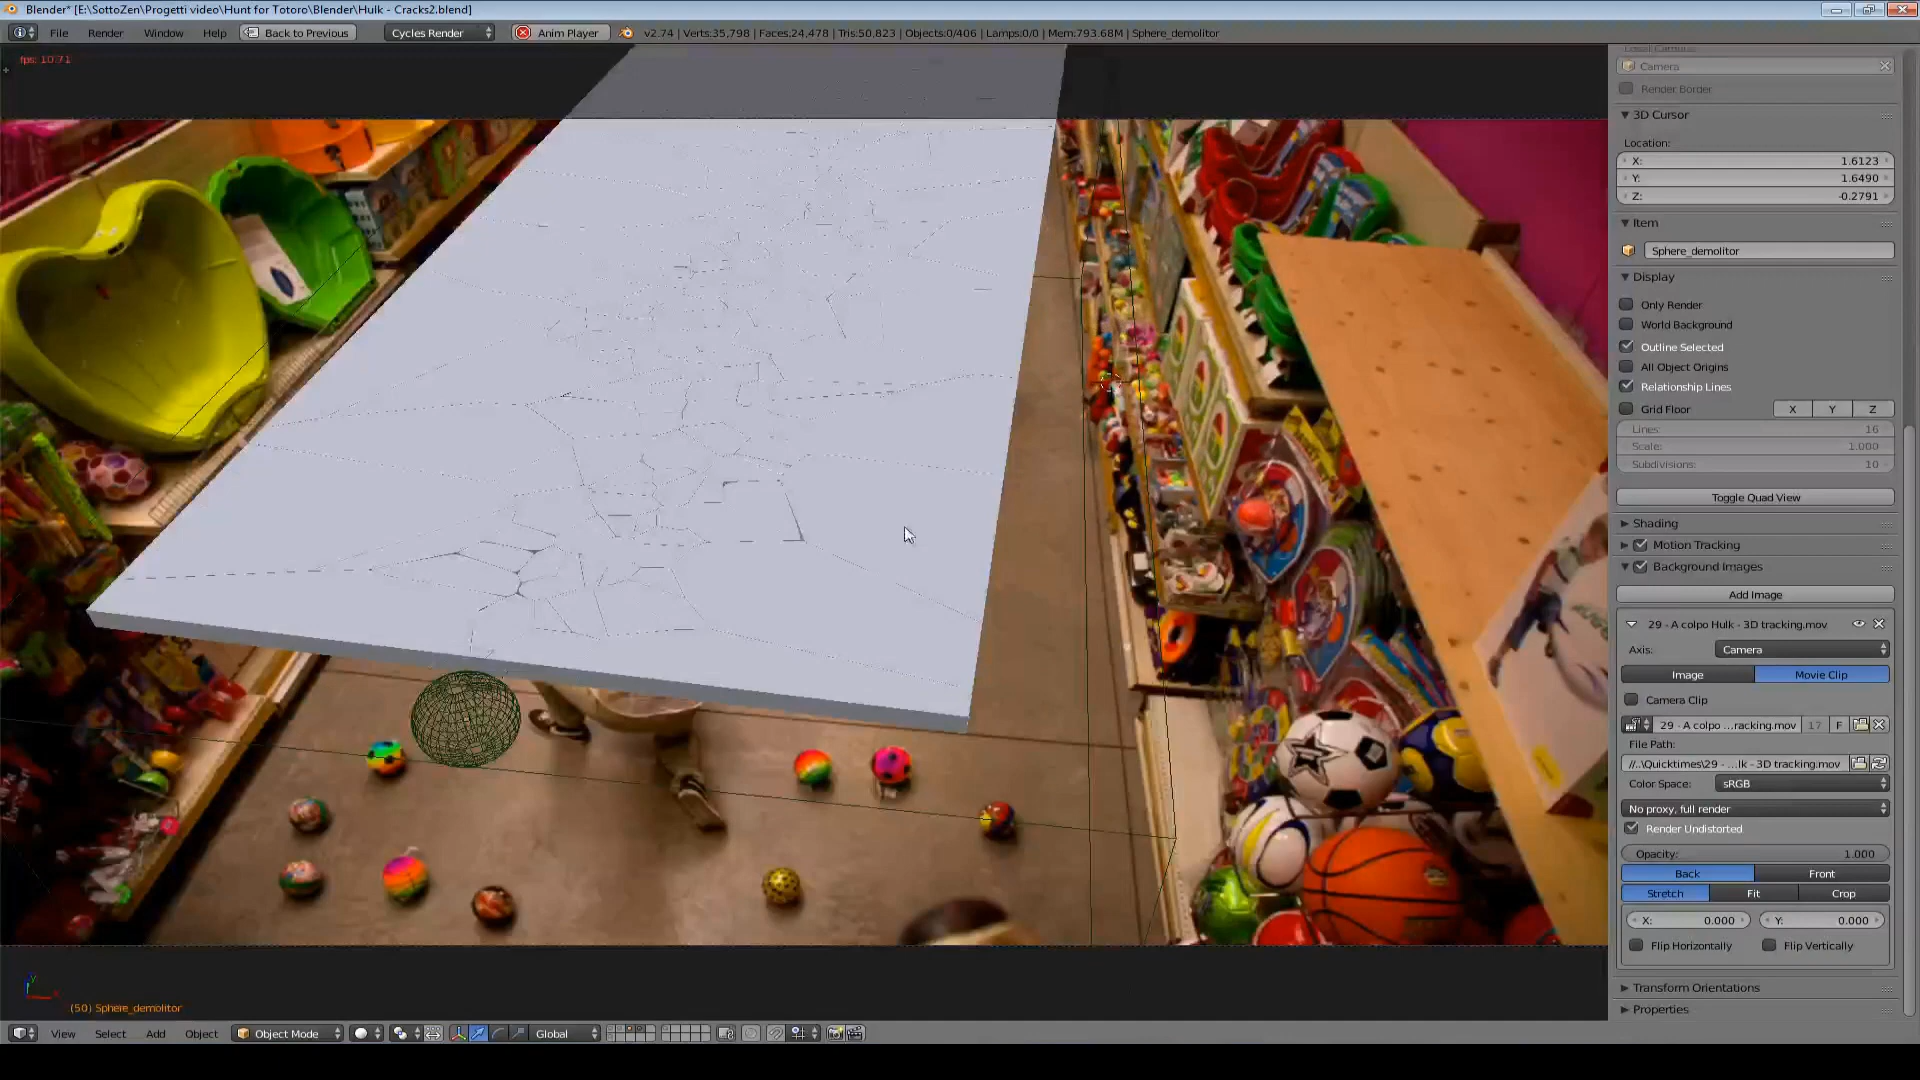 Blender* [E:\SottoZen\Progetti video\Hunt for Totoro\Blender\Hulk - Cracks2.blend]
File Render Window Help Back to Previous Cycles Render Anim Player v2.74 | Verts:35,798 | Faces:24,478 | Tris:50,823 | Objects:0/406 | Lamps:0/0 | Mem:793.68M | Sphere_demolitor
fps: 10.71
Local Camera:
Camera
Render Border
3D Cursor
Location:
X: 1.6123
Y: 1.6490
Z: -0.2791
Item
Sphere_demolitor
Display
Only Render
World Background
Outline Selected
All Object Origins
Relationship Lines
Grid Floor X Y Z
Lines: 16
Scale: 1.000
Subdivisions: 10
Toggle Quad View
Shading
Motion Tracking
Background Images
Add Image
29 - A colpo Hulk - 3D tracking.mov
Axis: Camera
Image Movie Clip
Camera Clip
29 - A colpo ...racking.mov 17 F
File Path:
//..\Quicktimes\29 - ...lk - 3D tracking.mov
Color Space: sRGB
No proxy, full render
Render Undistorted
Opacity: 1.000
Back Front
Stretch Fit Crop
X: 0.000 Y: 0.000
Flip Horizontally Flip Vertically
Transform Orientations
Properties
(50) Sphere_demolitor
View Select Add Object Object Mode Global